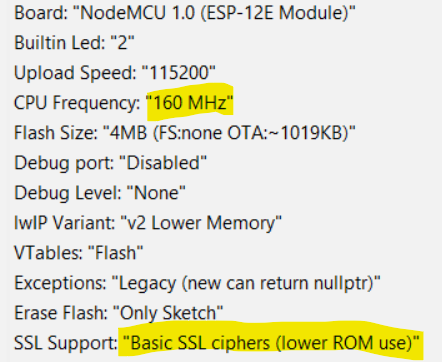 Board: "NodeMCU 1.0 (ESP-12E Module)"
Builtin Led: "2"
Upload Speed: "115200"
CPU Frequency: "160 MHz"
Flash Size: "4MB (FS:none OTA:~1019KB)"
Debug port: "Disabled"
Debug Level: "None"
lwIP Variant: "v2 Lower Memory"
VTables: "Flash"
Exceptions: "Legacy (new can return nullptr)"
Erase Flash: "Only Sketch"
SSL Support: "Basic SSL ciphers (lower ROM use)"